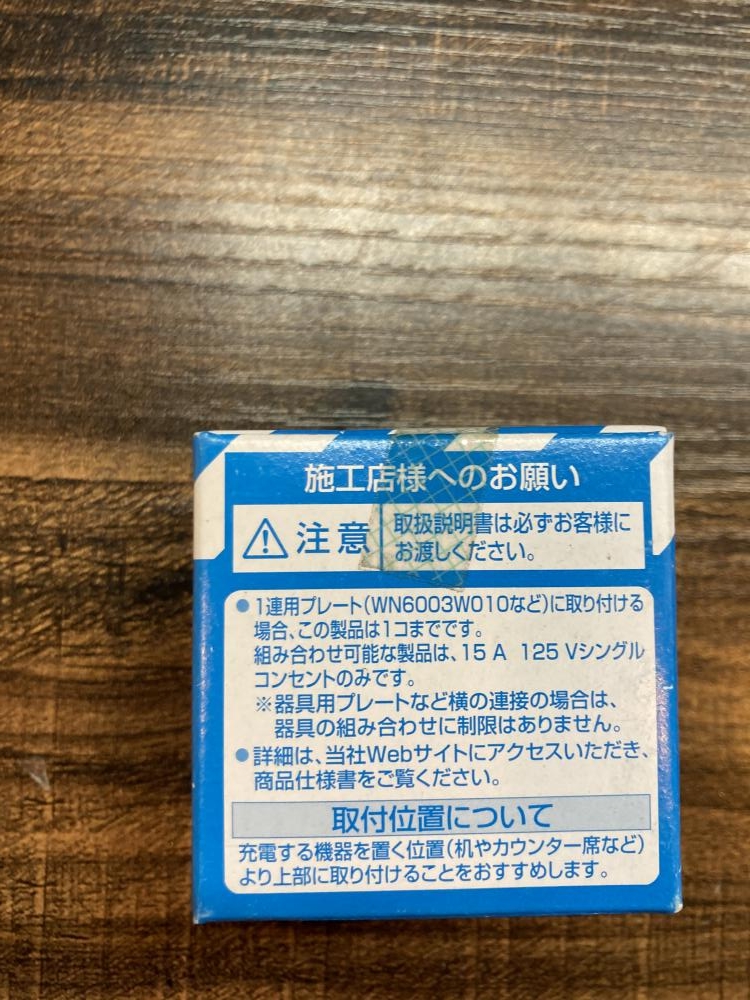 施工店様へのお願い
注意
取扱説明書は必ずお客様に
お渡しください。
●1連用プレート(WN6003W010など)に取り付ける
場合、この製品は1コまでです。
組み合わせ可能な製品は、15 A 125 Vシングル
コンセントのみです。
※器具用プレートなど横の連接の場合は、
器具の組み合わせに制限はありません。
●詳細は、当社Webサイトにアクセスいただき、
商品仕様書をご覧ください。
取付位置について
充電する機器を置く位置(机やカウンター席など)
より上部に取り付けることをおすすめします。